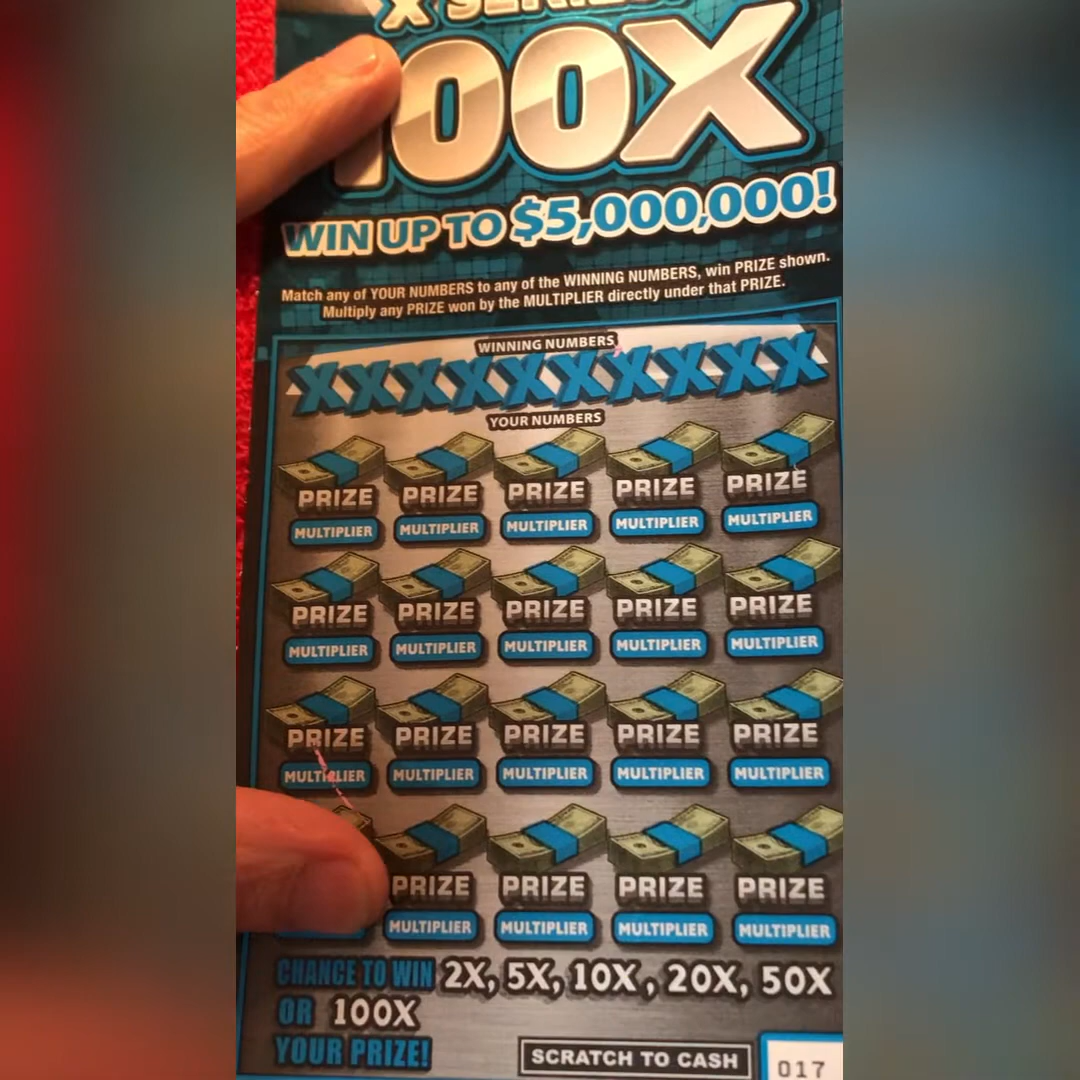 X SERIES
100X
WIN UP TO $5,000,000!
Match any of YOUR NUMBERS to any of the WINNING NUMBERS, win PRIZE shown.
Multiply any PRIZE won by the MULTIPLIER directly under that PRIZE.
WINNING NUMBERS
XXXXXXXXXX
YOUR NUMBERS
PRIZE PRIZE PRIZE PRIZE PRIZE
MULTIPLIER MULTIPLIER MULTIPLIER MULTIPLIER MULTIPLIER
PRIZE PRIZE PRIZE PRIZE PRIZE
MULTIPLIER MULTIPLIER MULTIPLIER MULTIPLIER MULTIPLIER
PRIZE PRIZE PRIZE PRIZE PRIZE
MULTIPLIER MULTIPLIER MULTIPLIER MULTIPLIER MULTIPLIER
PRIZE PRIZE PRIZE PRIZE
MULTIPLIER MULTIPLIER MULTIPLIER MULTIPLIER
CHANCE TO WIN 2X, 5X, 10X, 20X, 50X
OR 100X
YOUR PRIZE!
SCRATCH TO CASH
017